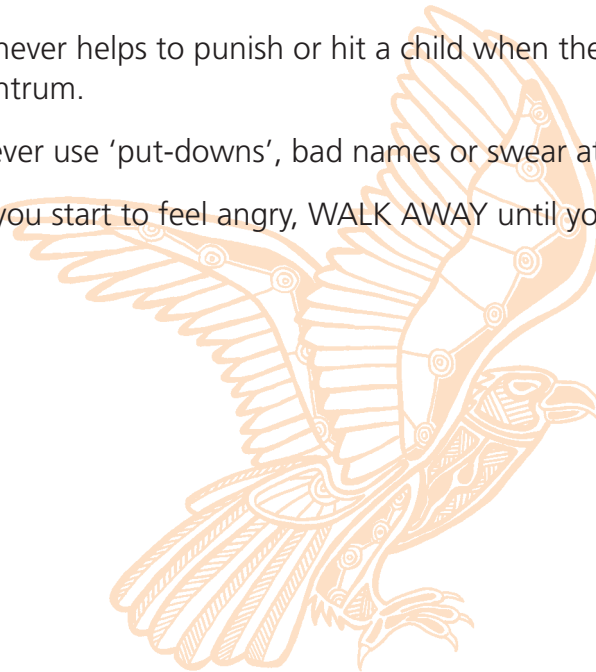 never helps to punish or hit a child when the
ntrum.
ever use ‘put-downs’, bad names or swear at
you start to feel angry, WALK AWAY until yo